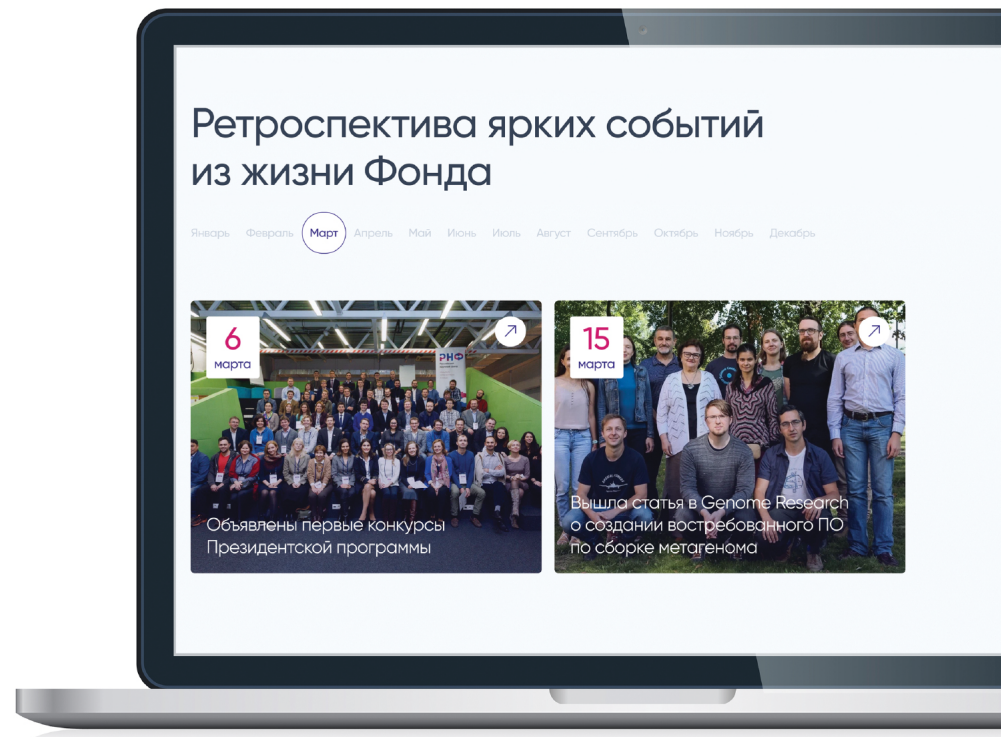 Ретроспектива ярких событий
из жизни Фонда
Январь Февраль Март Апрель Май Июнь Июль Август Сентябрь Октябрь Ноябрь Декабрь
6
марта
РНФ
Объявлены первые конкурсы
Президентской программы
15
марта
Вышла статья в Genome Research
о создании востребованного ПО
по сборке метагенома